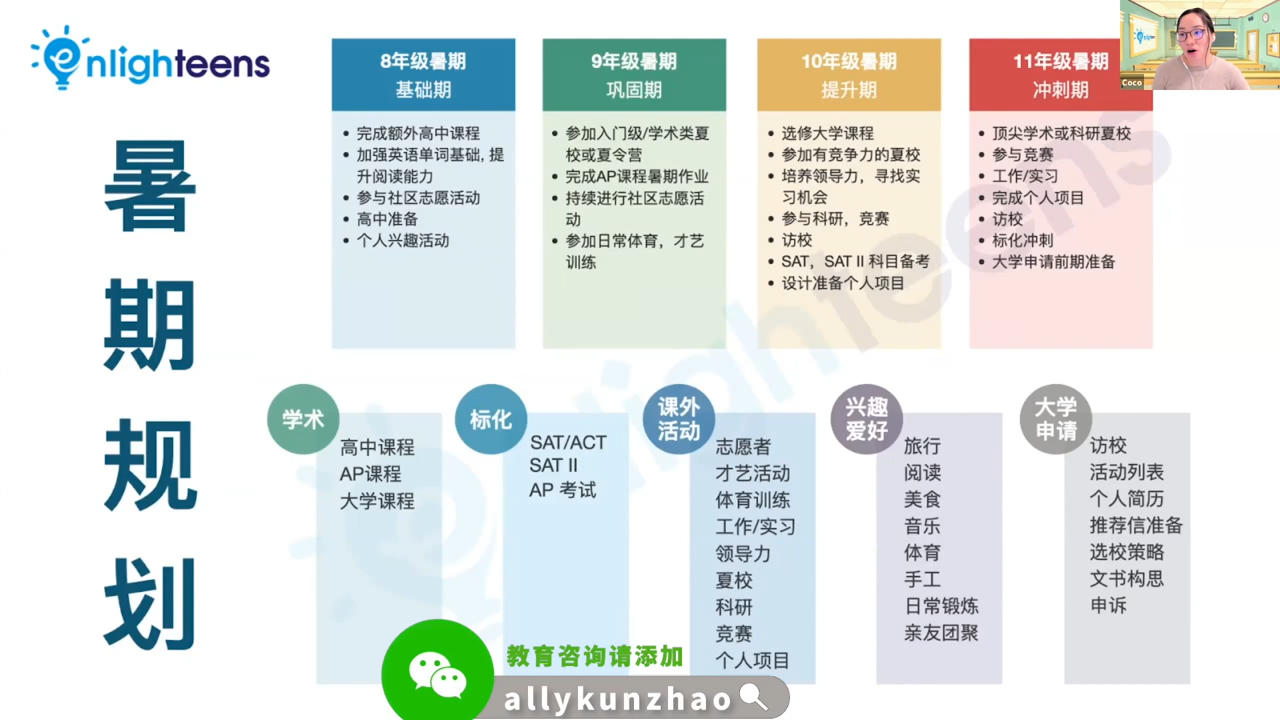 enlighteens
暑期规划
8年级暑期
基础期
完成额外高中课程
加强英语单词基础, 提
升阅读能力
参与社区志愿活动
高中准备
个人兴趣活动
9年级暑期
巩固期
参加入门级/学术类夏
校或夏令营
完成AP课程暑期作业
持续进行社区志愿活
动
参加日常体育，才艺
训练
10年级暑期
提升期
选修大学课程
参加有竞争力的夏校
培养领导力，寻找实
习机会
参与科研，竞赛
访校
SAT，SAT II 科目备考
设计准备个人项目
11年级暑期
冲刺期
顶尖学术或科研夏校
参与竞赛
工作/实习
完成个人项目
访校
标化冲刺
大学申请前期准备
Coco
学术
高中课程
AP课程
大学课程
标化
SAT/ACT
SAT II
AP 考试
课外
活动
志愿者
才艺活动
体育训练
工作/实习
领导力
夏校
科研
竞赛
个人项目
兴趣
爱好
旅行
阅读
美食
音乐
体育
手工
日常锻炼
亲友团聚
大学
申请
访校
活动列表
个人简历
推荐信准备
选校策略
文书构思
申诉
教育咨询请添加
allykunzhao
enlighteens